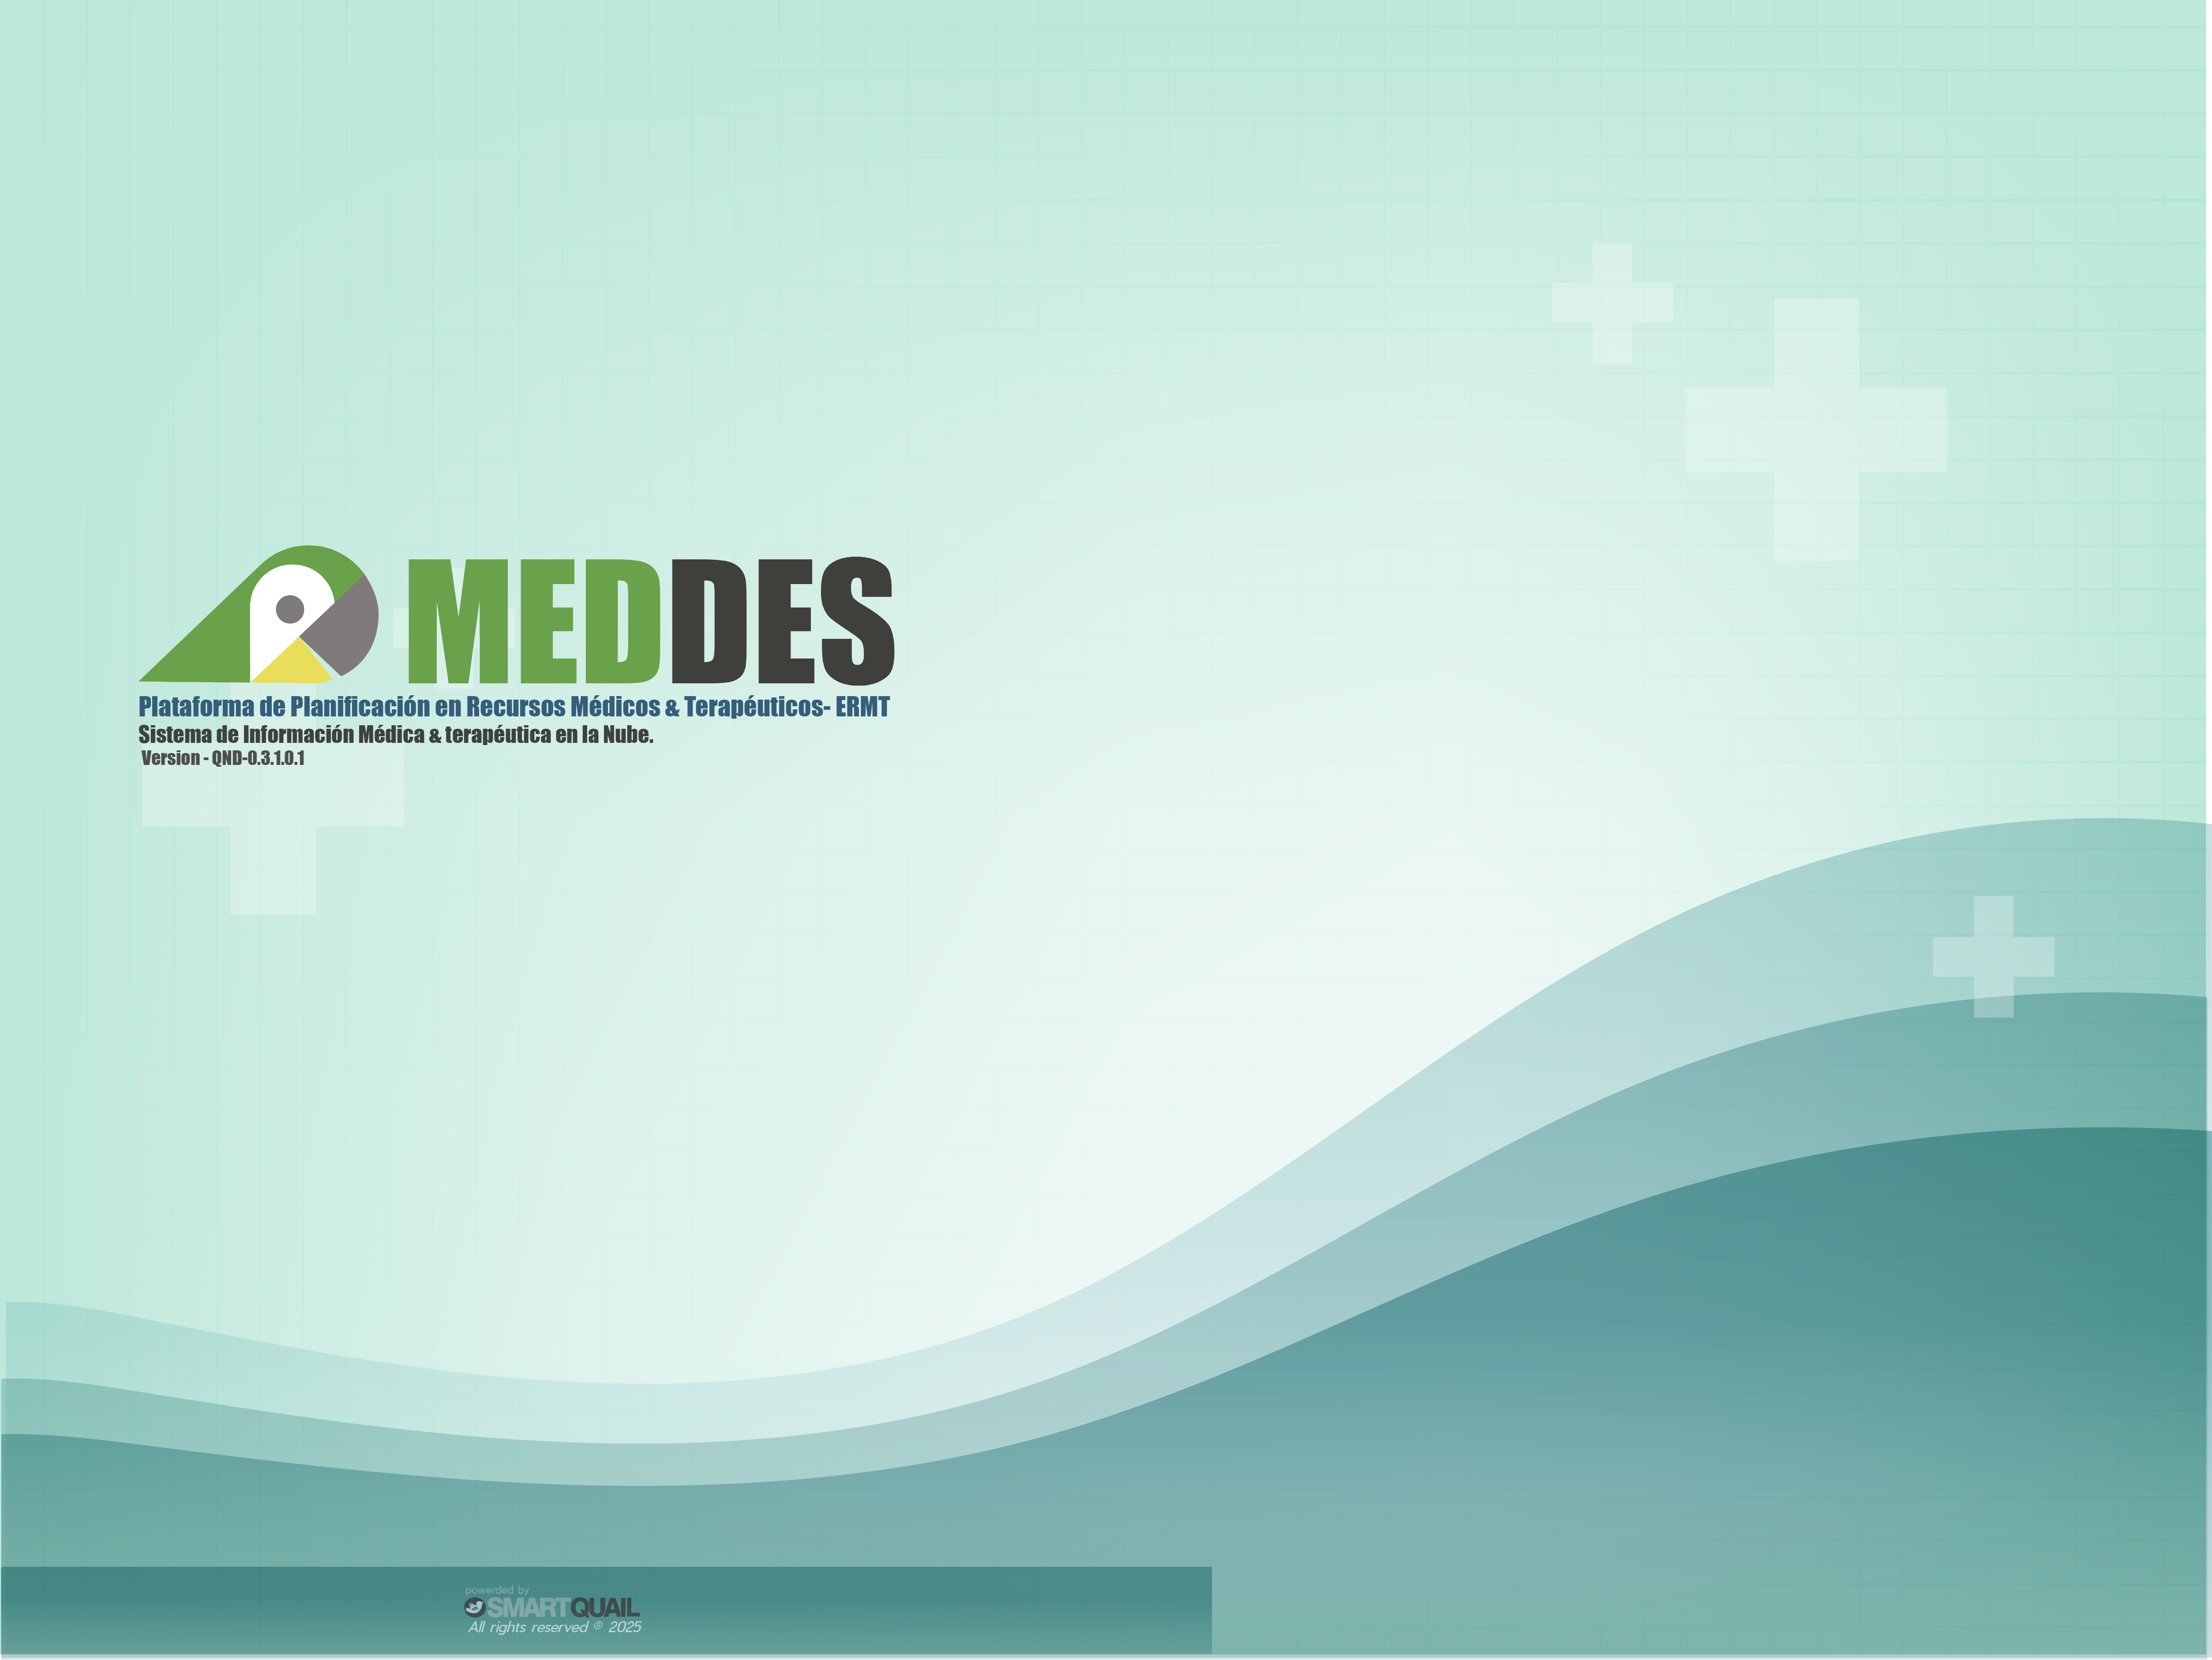 MEDDES
Plataforma de Planificación en Recursos Médicos & Terapéuticos- ERMT
Sistema de Información Médica & terapéutica en la Nube.
Version - QND-0.3.1.0.1
powerded by
SMARTQUAIL
All rights reserved © 2025